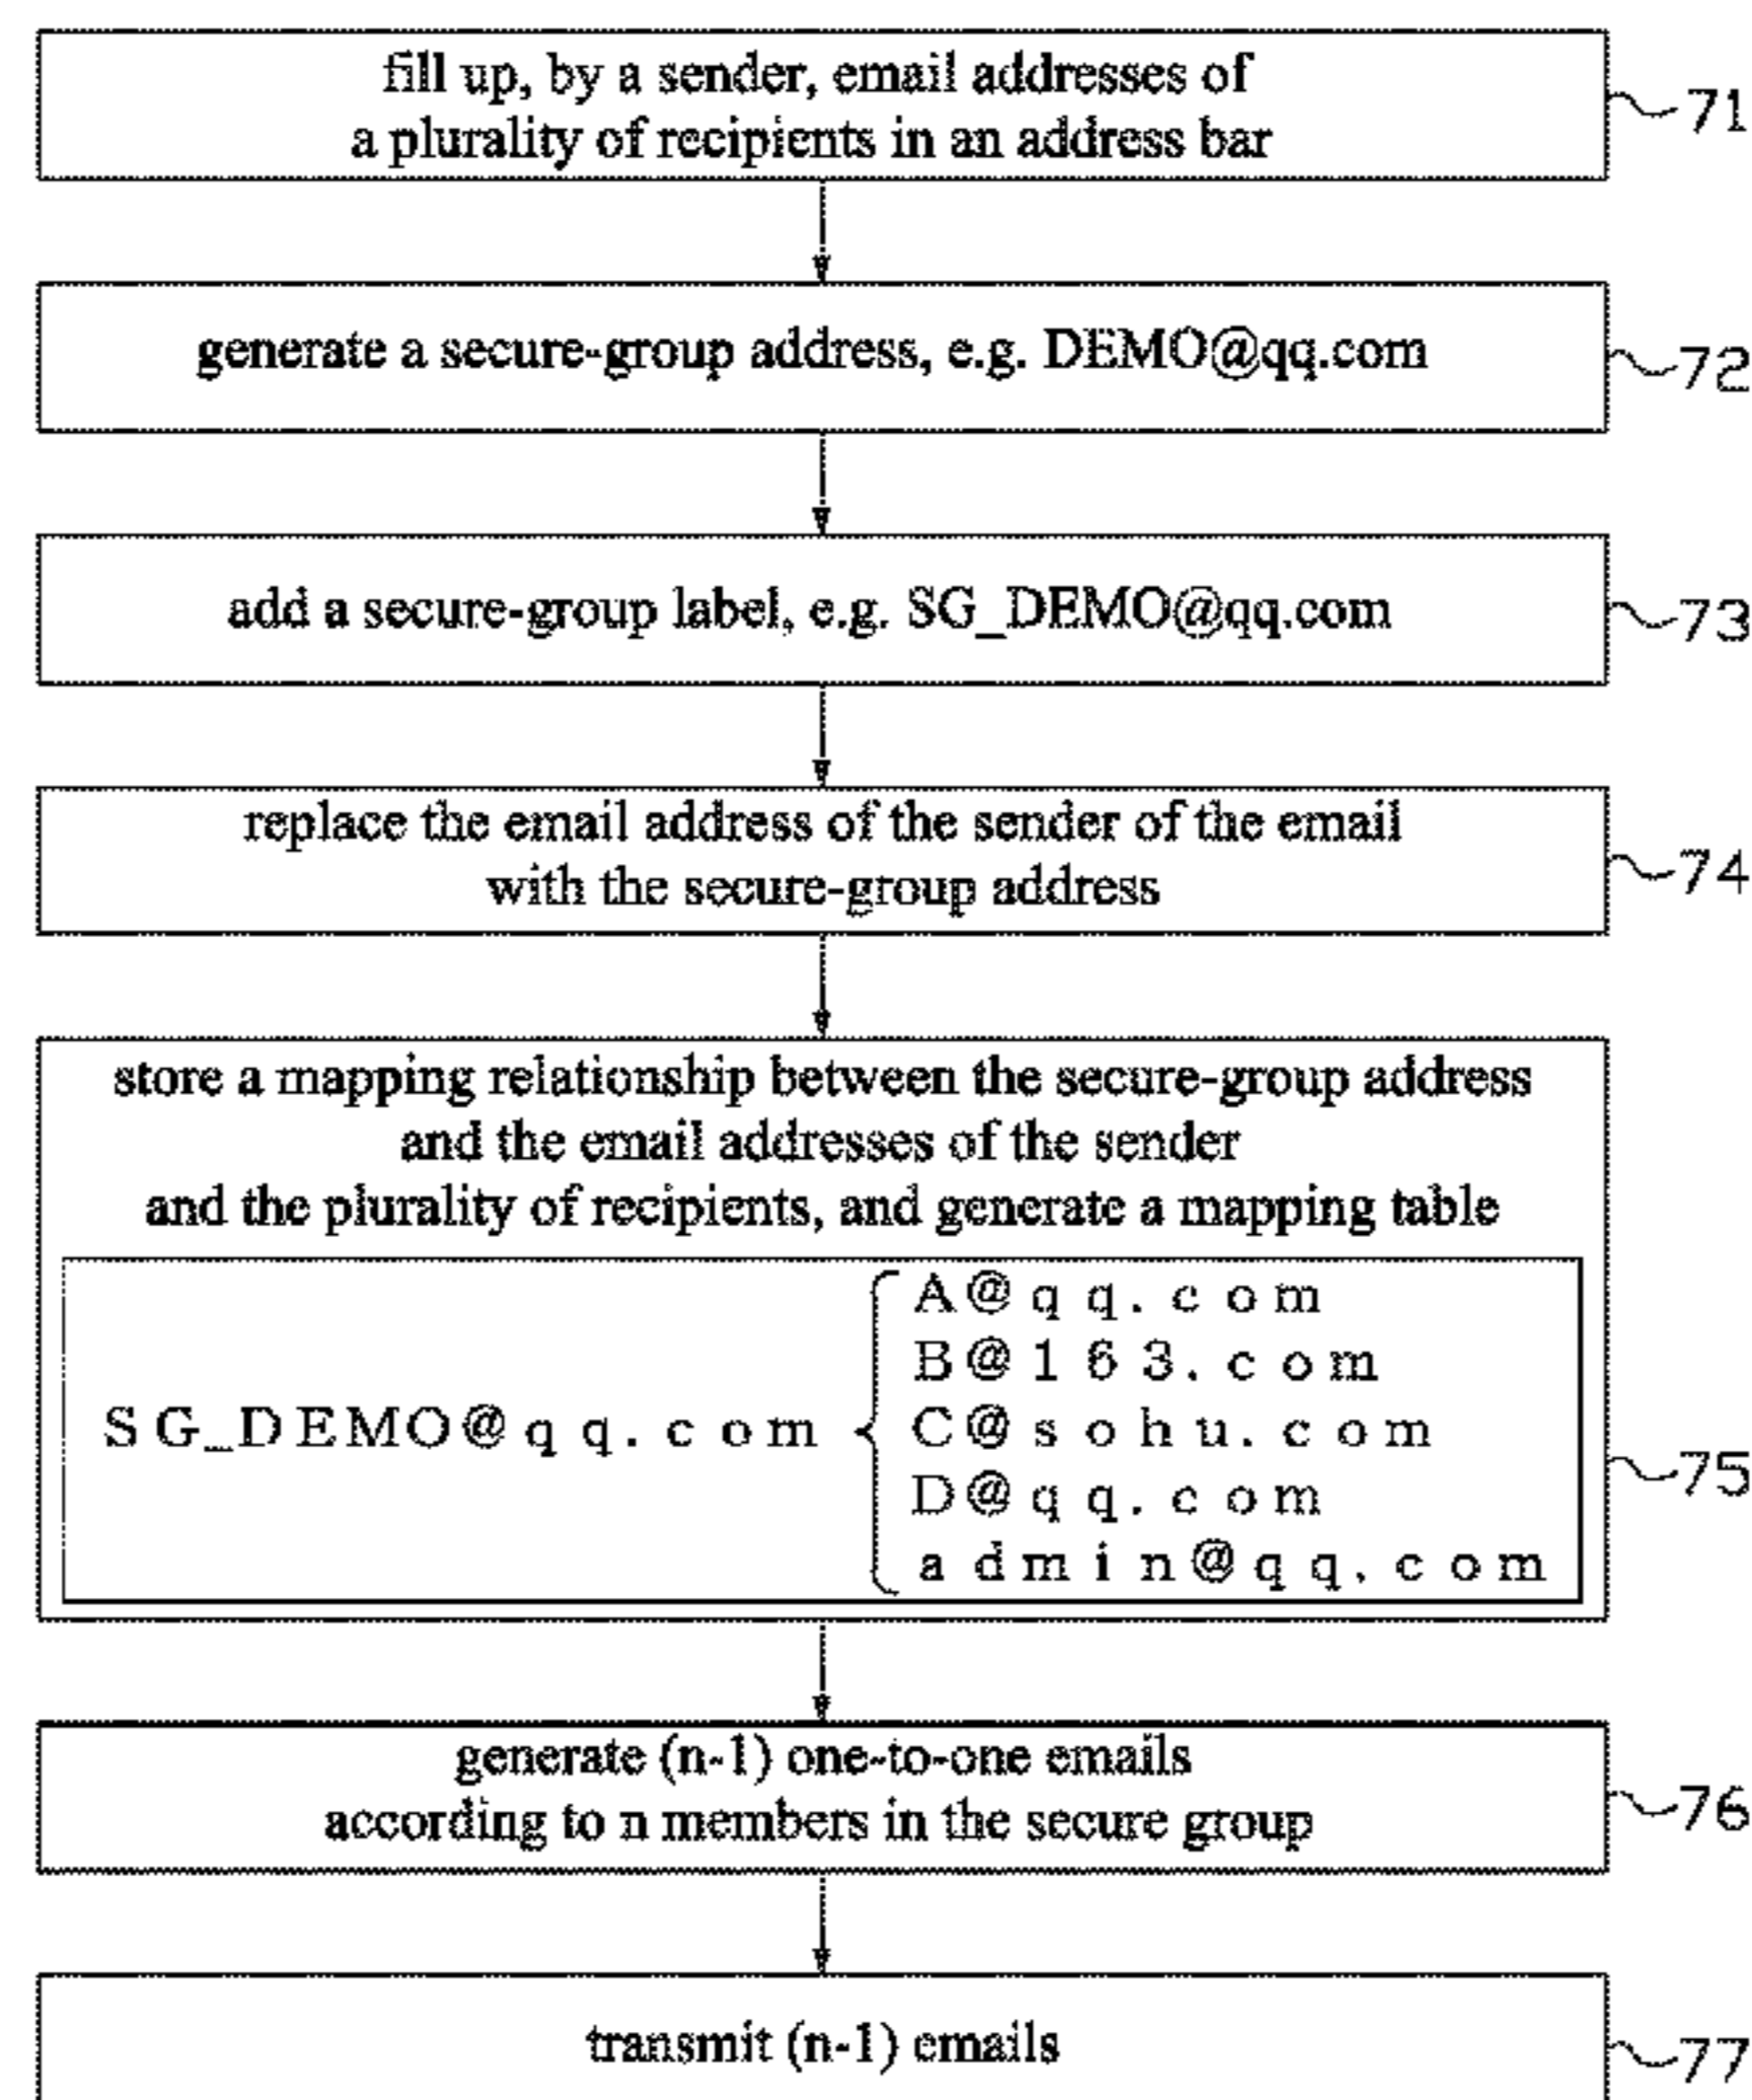 fill up, by a sender, email addresses of
a plurality of recipients in an address bar
71
generate a secure-group address, e.g. DEMO@qq.com
72
add a secure-group label, e.g. SG_DEMO@qq.com
73
replace the email address of the sender of the email
with the secure-group address
74
store a mapping relationship between the secure-group address
and the email addresses of the sender
and the plurality of recipients, and generate a mapping table
A@qq.com
B@163.com
SG_DEMO@qq.com
C@sohu.com
D@qq.com
admin@qq.com
75
generate (n-1) one-to-one emails
according to n members in the secure group
76
transmit (n-1) emails
77